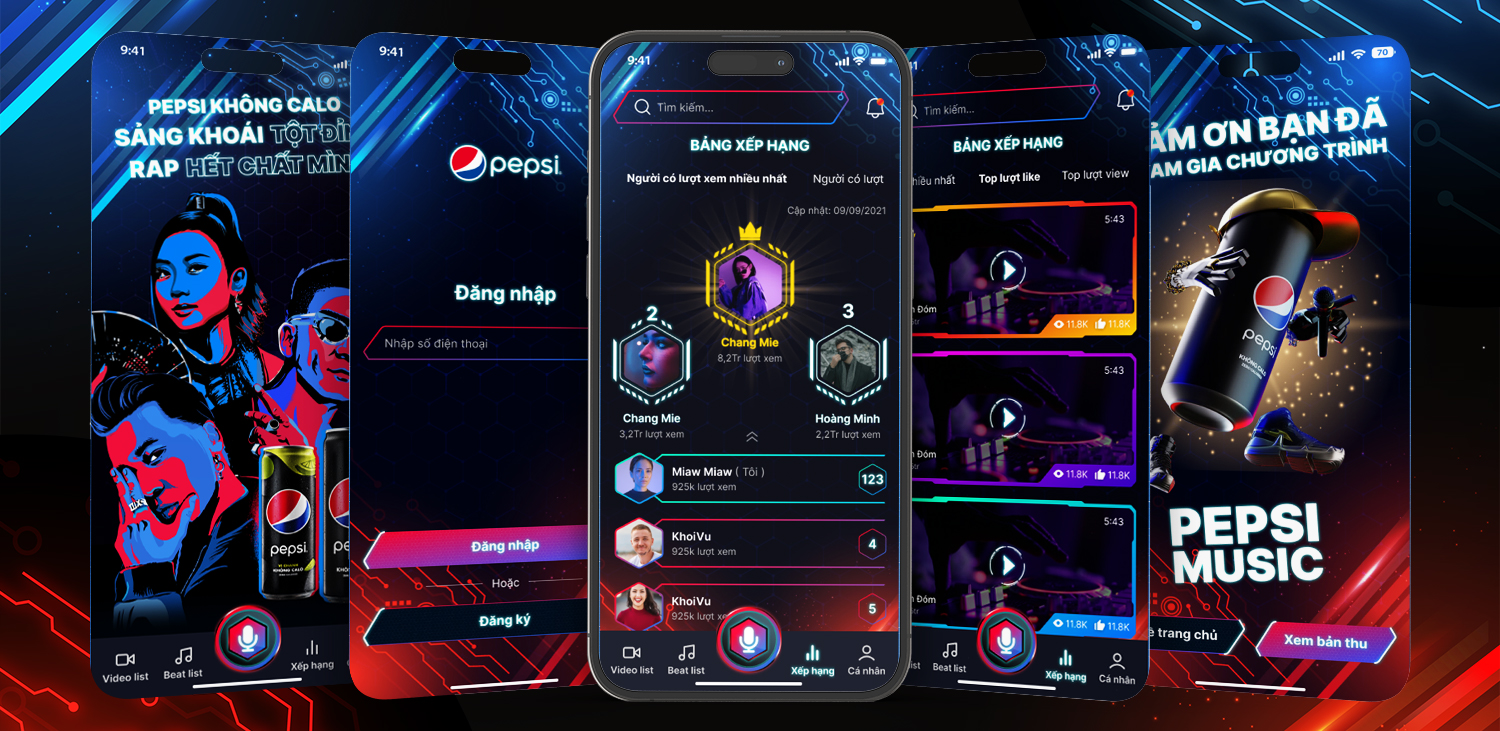 9:41
PEPSI KHÔNG CALO
SẢNG KHOÁI TỘT ĐỈN
RAP HẾT CHẤT MÌN
pepsi
KHÔNG CALO
Video list
Beat list
Xếp hạng
9:41
pepsi
Đăng nhập
Nhập số điện thoại
Đăng nhập
Hoặc
Đăng ký
9:41
Tìm kiếm...
BẢNG XẾP HẠNG
Người có lượt xem nhiều nhất
Người có lượt
Cập nhật: 09/09/2021
2
3
Chang Mie
8,2Tr lượt xem
Chang Mie
3,2Tr lượt xem
Hoàng Minh
2,2Tr lượt xem
Miaw Miaw ( Tôi )
925k lượt xem
123
KhoiVu
925k lượt xem
4
KhoiVu
925k lượt xe
5
Video list
Beat list
Xếp hạng
Cá nhân
Tìm kiếm...
BẢNG XẾP HẠNG
hiều nhất
Top lượt like
Top lượt view
5:43
Đóm
11.8K
11.8K
5:43
Đóm
11.8K
11.8K
5:43
Đóm
11.8K
11.8K
ist
Beat list
Xếp hạng
Cá nhân
70
ẢM ƠN BẠN ĐÃ
AM GIA CHƯƠNG TRÌNH
pepsi
KHÔNG CALO
PEPSI
MUSIC
ề trang chủ
Xem bản thu